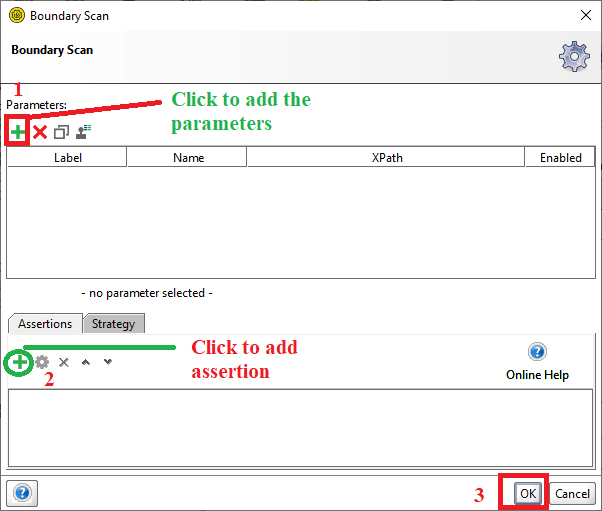 Boundary Scan
Boundary Scan
1
Parameters:
Click to add the
parameters
Label Name XPath Enabled
- no parameter selected -
Assertions Strategy
Click to add
assertion
2
Online Help
3
OK Cancel